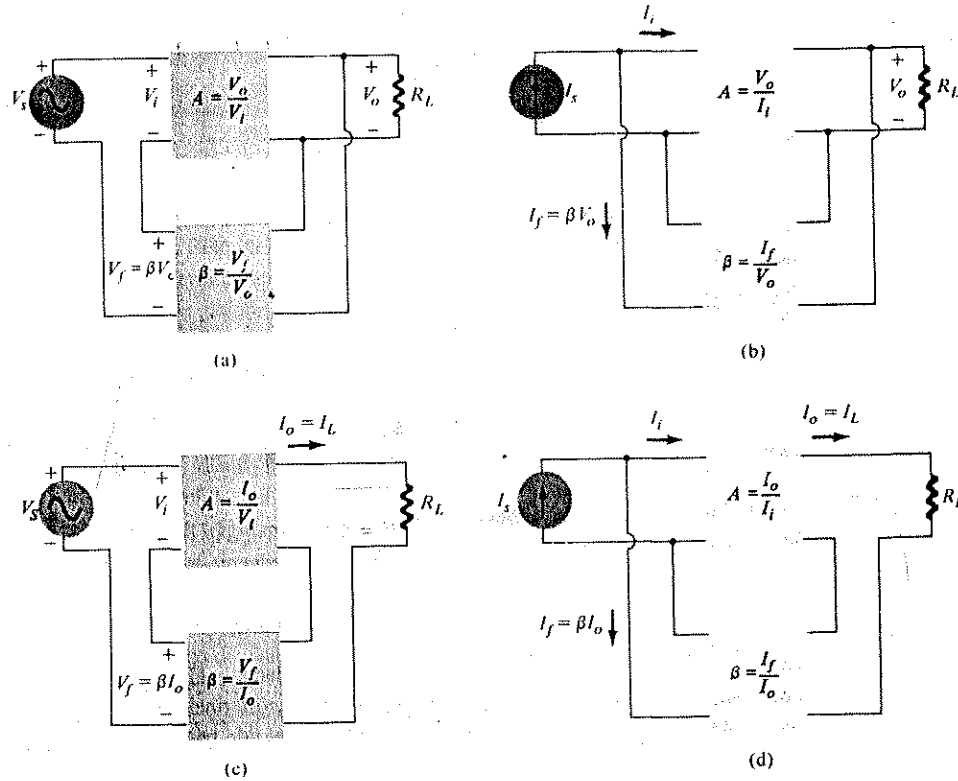 I_i
+
+
+
+
V_s
V_i
A = V_o/V_i
V_o
R_L
I_s
A = V_o/I_i
V_o
R_L
−
−
−
−
I_f = βV_o
+
V_f = βV_o
β = V_f/V_o
β = I_f/V_o
−
(a)
(b)
I_o = I_L
I_i
I_o = I_L
+
+
V_S
V_i
A = I_o/V_i
R_L
I_s
A = I_o/I_i
R_L
−
−
I_f = βI_o
+
V_f = βI_o
β = V_f/I_o
β = I_f/I_o
−
(c)
(d)